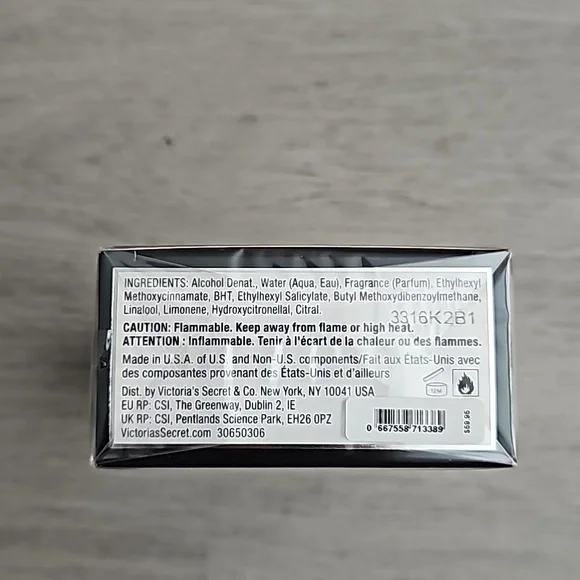 INGREDIENTS: Alcohol Denat., Water (Aqua, Eau), Fragrance (Parfum), Ethylhexyl
Methoxycinnamate, BHT, Ethylhexyl Salicylate, Butyl Methoxydibenzoylmethane,
Linalool, Limonene, Hydroxycitronellal, Citral.
3316K2B1
CAUTION: Flammable. Keep away from flame or high heat.
ATTENTION : Inflammable. Tenir à l'écart de la chaleur ou des flammes.
Made in U.S.A. of U.S. and Non-U.S. components/Fait aux États-Unis avec
des composantes provenant des États-Unis et d'ailleurs
12M
Dist. by Victoria's Secret & Co. New York, NY 10041 USA
EU RP: CSI, The Greenway, Dublin 2, IE
UK RP: CSI, Pentlands Science Park, EH26 0PZ
VictoriasSecret.com 30650306
0 667558 713389
$59.95